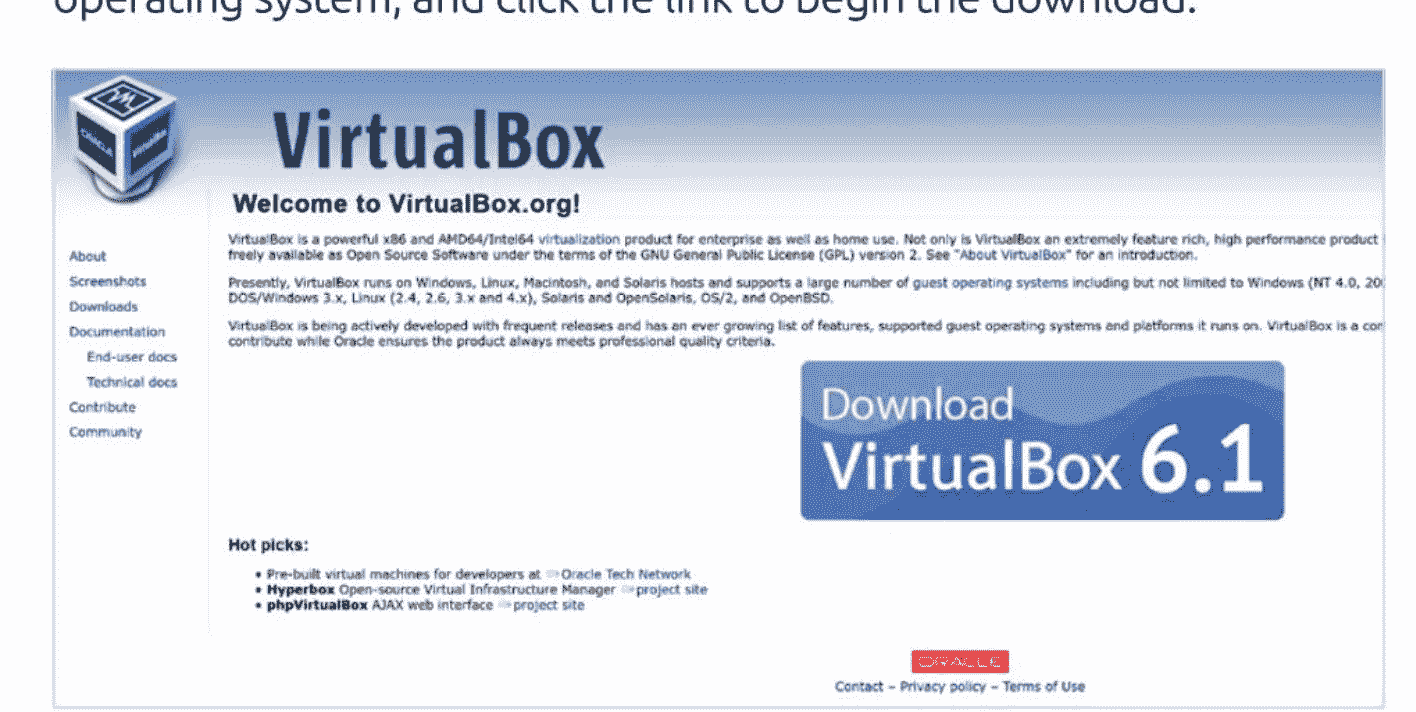 operating system, and click the link to begin the download.
ORACLE
VirtualBox
VirtualBox
Welcome to VirtualBox.org!
About
Screenshots
Downloads
Documentation
End-user docs
Technical docs
Contribute
Community
VirtualBox is a powerful x86 and AMD64/Intel64 virtualization product for enterprise as well as home use. Not only is VirtualBox an extremely feature rich, high performance product
freely available as Open Source Software under the terms of the GNU General Public License (GPL) version 2. See "About VirtualBox" for an introduction.
Presently, VirtualBox runs on Windows, Linux, Macintosh, and Solaris hosts and supports a large number of guest operating systems including but not limited to Windows (NT 4.0,
DOS/Windows 3.x, Linux (2.4, 2.6, 3.x and 4.x), Solaris and OpenSolaris, OS/2, and OpenBSD.
VirtualBox is being actively developed with frequent releases and has an ever growing list of features, supported guest operating systems and platforms it runs on. VirtualBox is a
contribute while Oracle ensures the product always meets professional quality criteria.
Download
VirtualBox 6.1
Hot picks:
• Pre-built virtual machines for developers at Oracle Tech Network
• Hyperbox Open-source Virtual Infrastructure Manager project site
• phpVirtualBox AJAX web interface project site
ORACLE
Contact – Privacy policy – Terms of Use